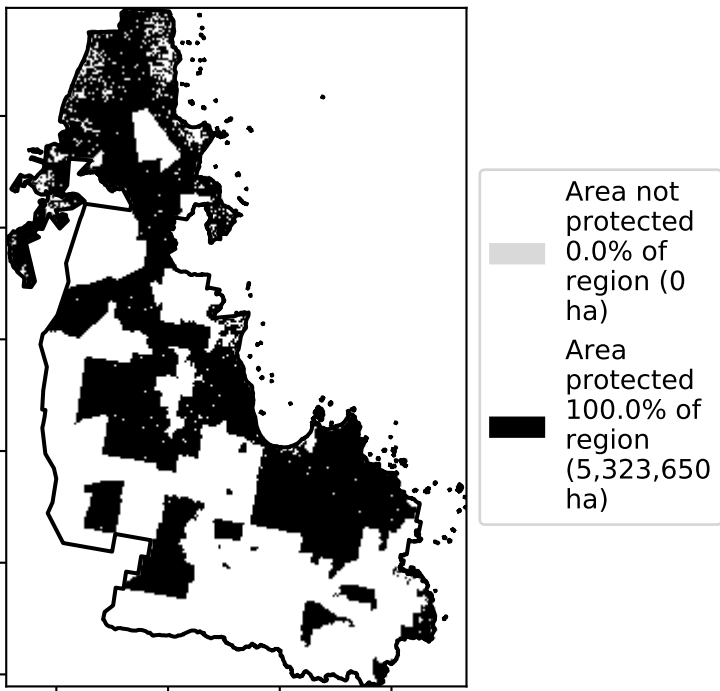 Area not
protected
0.0% of
region (0
ha)
Area
protected
100.0% of
region
(5,323,650
ha)